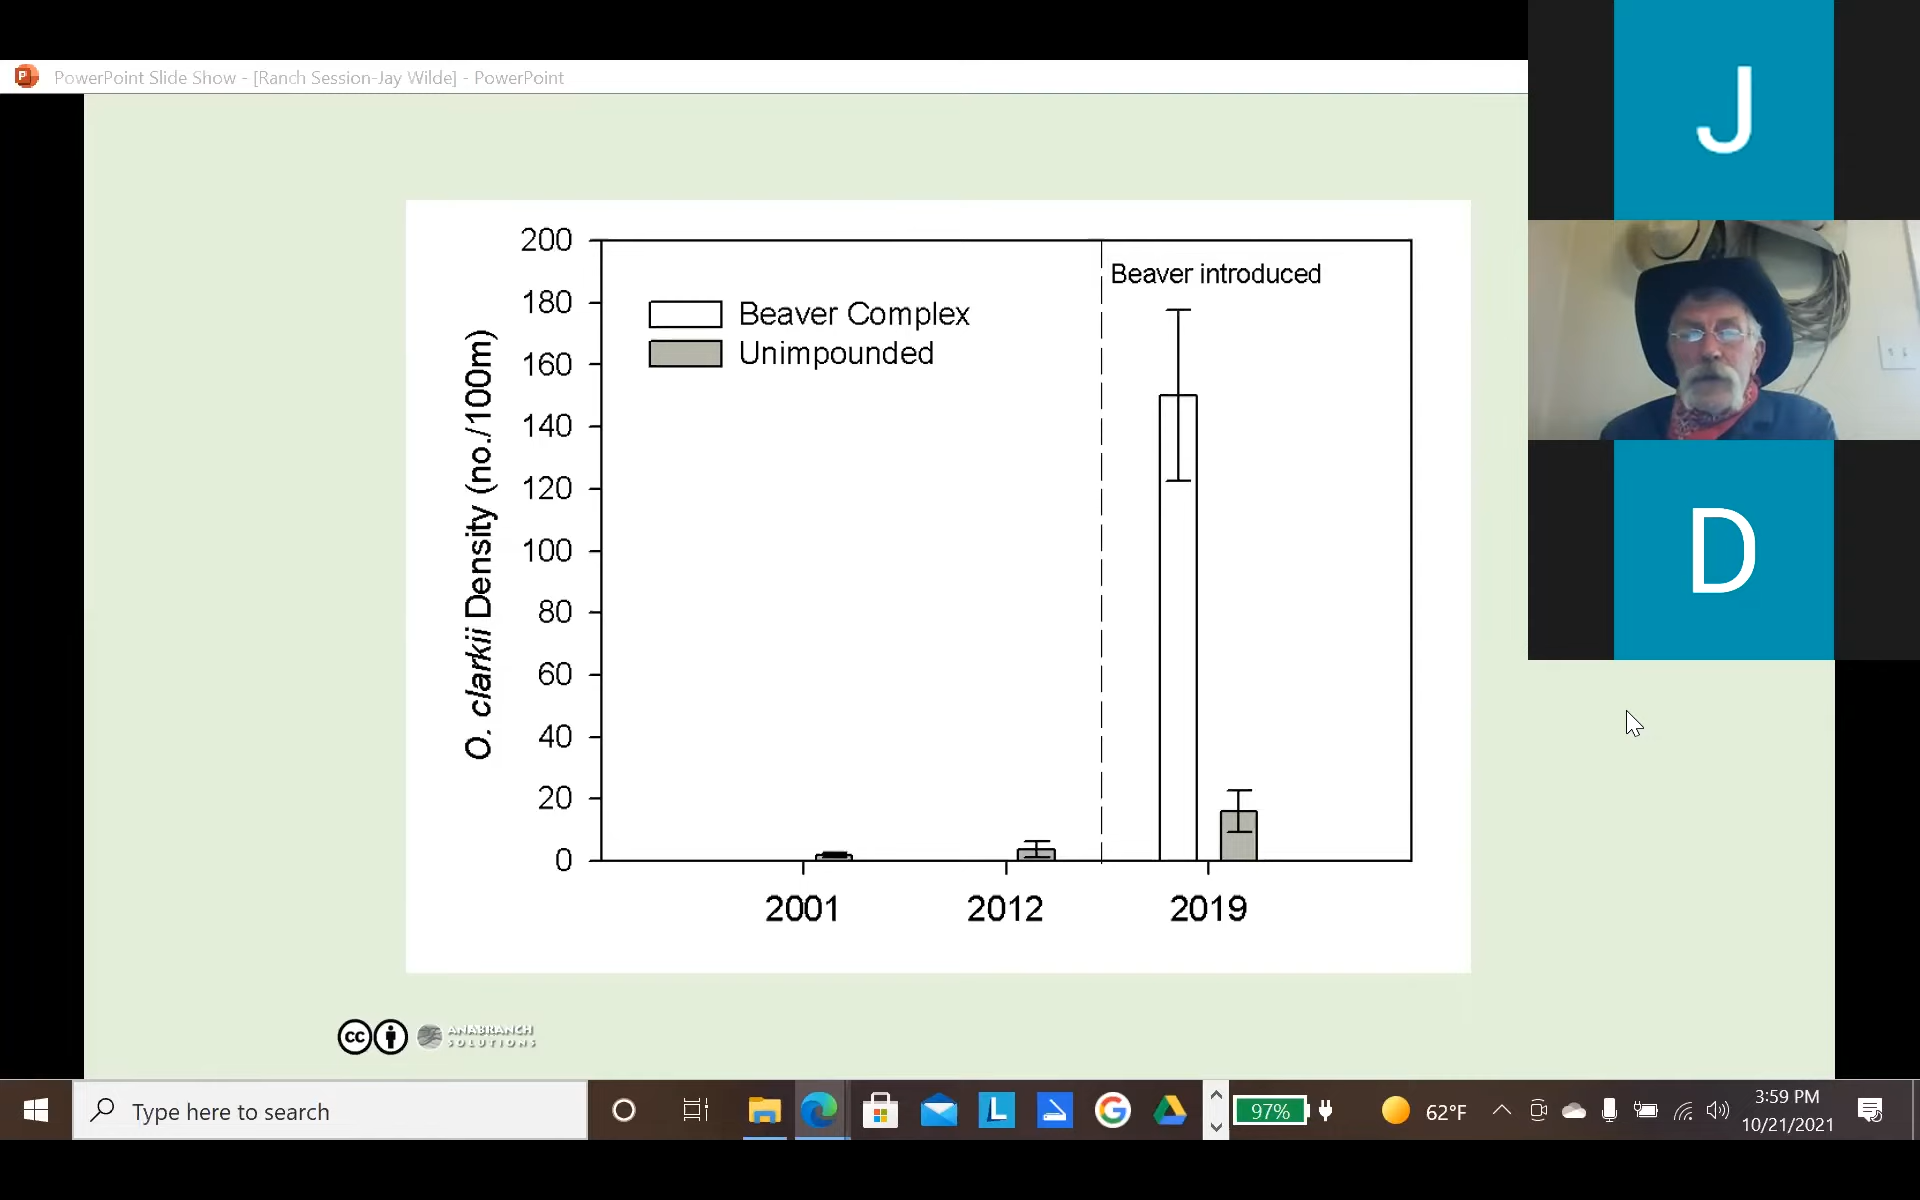 PowerPoint Slide Show - [Ranch Session-Jay Wilde] - PowerPoint
J
D
200
180
160
140
120
100
80
60
40
20
0
O. clarkii Density (no./100m)
Beaver Complex
Unimpounded
Beaver introduced
2001
2012
2019
cc
ANABRANCH
SOLUTIONS
Type here to search
L
G
97%
62°F
3:59 PM
10/21/2021